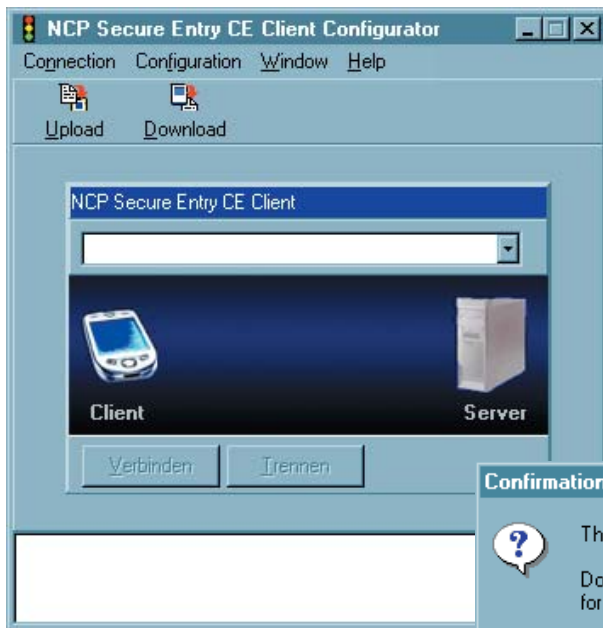 NCP Secure Entry CE Client Configurator
Connection Configuration Window Help
Upload Download
NCP Secure Entry CE Client
Client Server
Verbinden Trennen
Confirmation
?
Th
Do
for